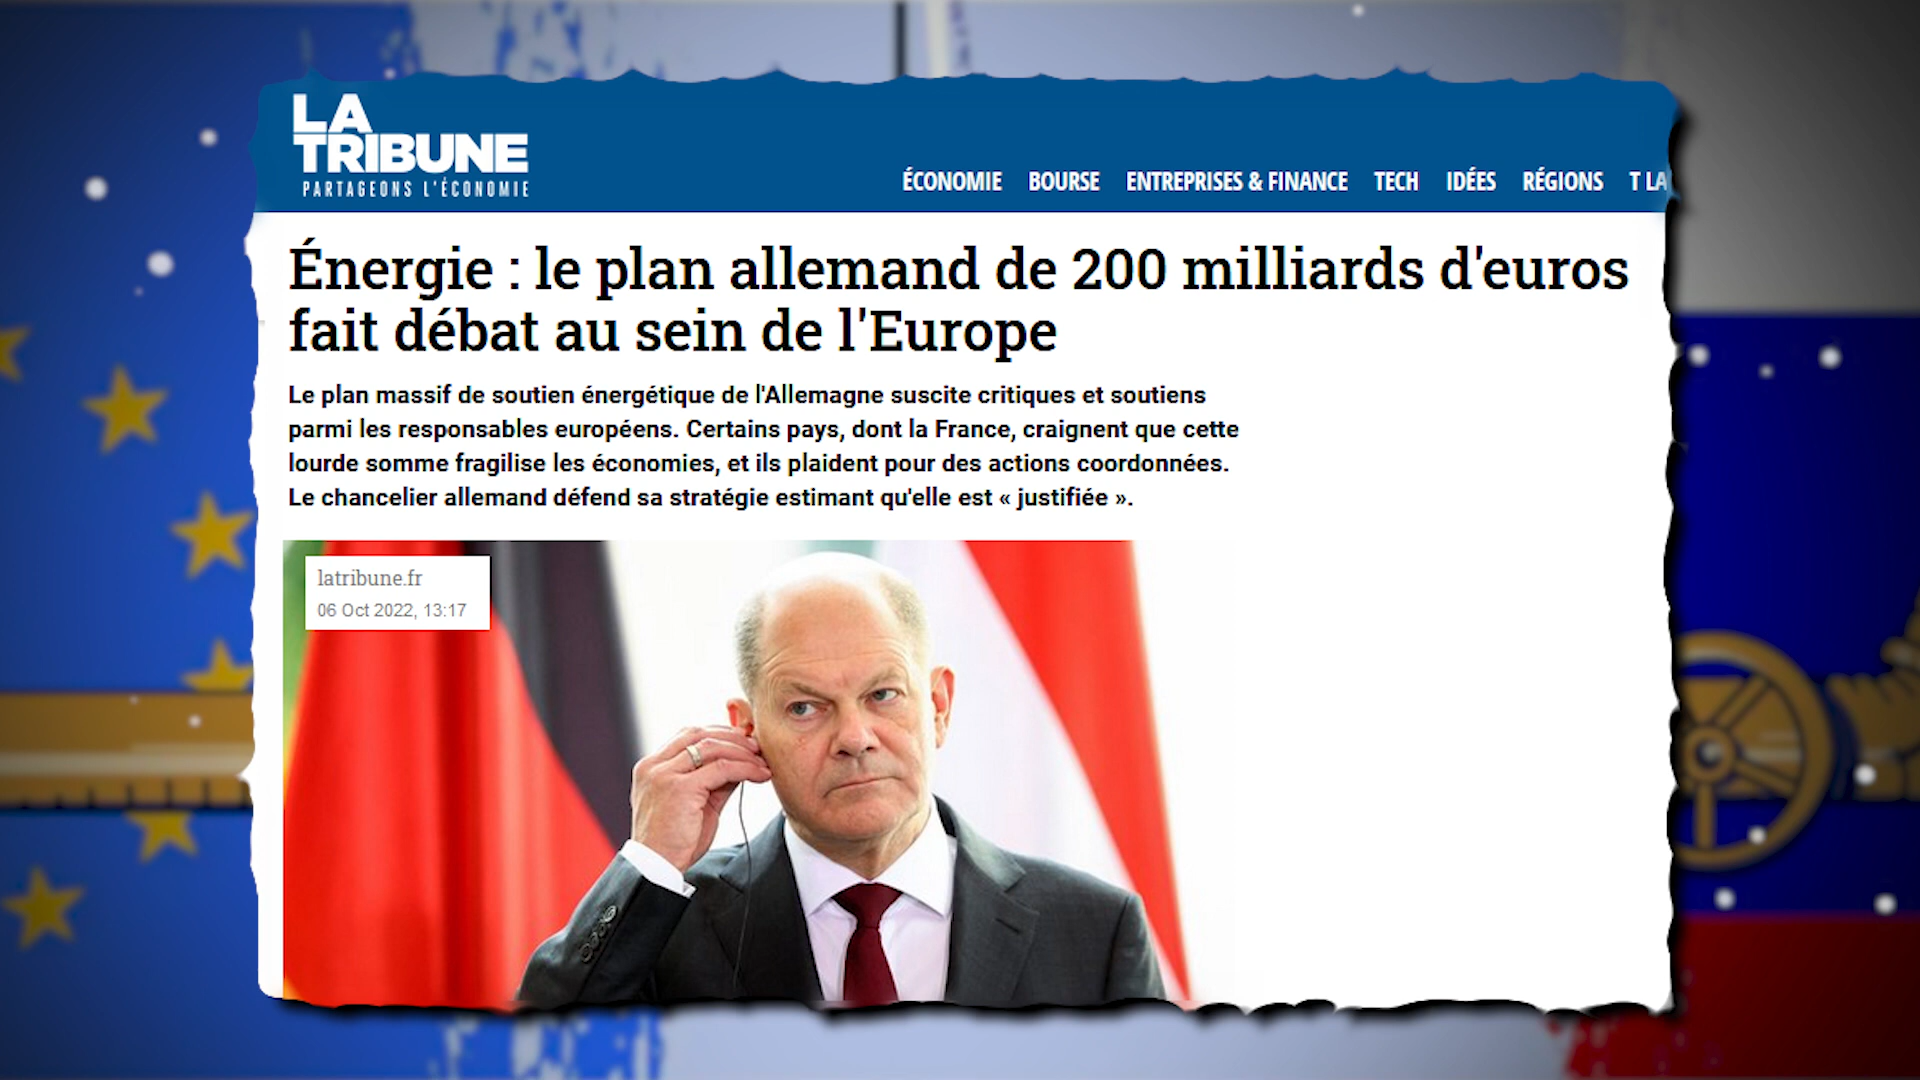 LA
TRIBUNE
PARTAGEONS L'ÉCONOMIE
ÉCONOMIE BOURSE ENTREPRISES & FINANCE TECH IDÉES RÉGIONS T LA
Énergie : le plan allemand de 200 milliards d'euros
fait débat au sein de l'Europe
Le plan massif de soutien énergétique de l'Allemagne suscite critiques et soutiens
parmi les responsables européens. Certains pays, dont la France, craignent que cette
lourde somme fragilise les économies, et ils plaident pour des actions coordonnées.
Le chancelier allemand défend sa stratégie estimant qu'elle est « justifiée ».
latribune.fr
06 Oct 2022, 13:17